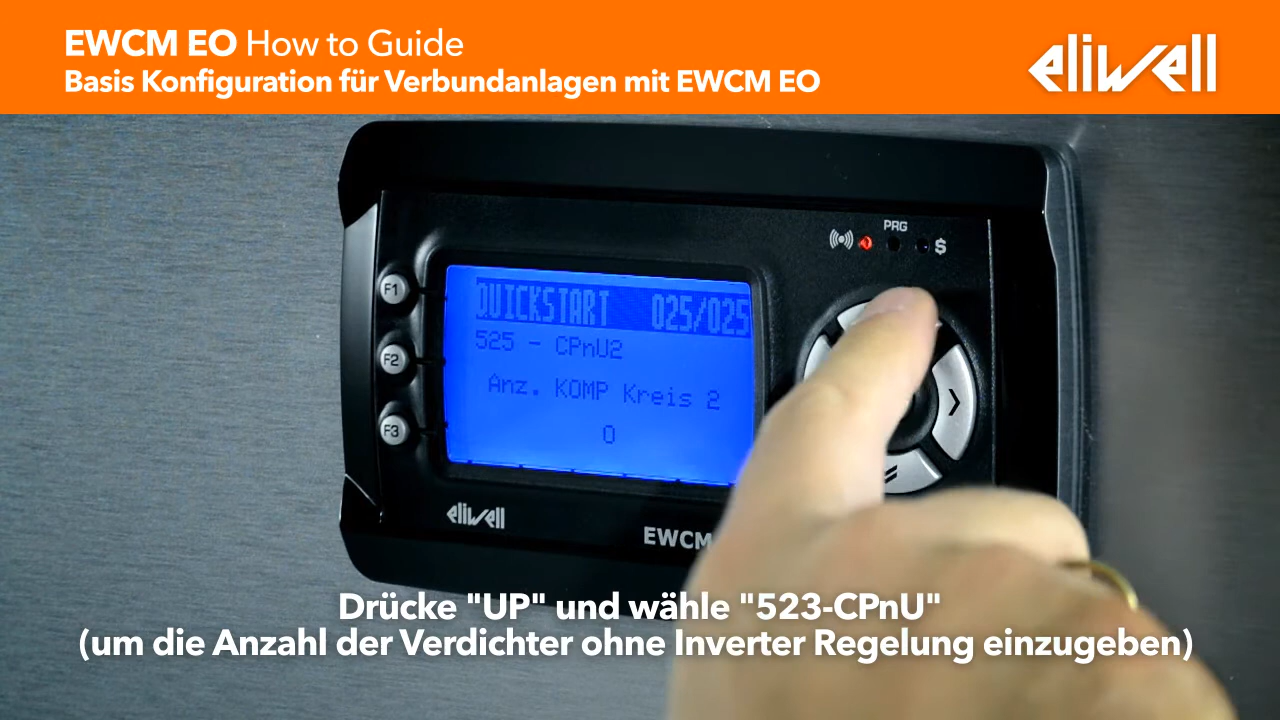 EWCM EO How to Guide
Basis Konfiguration für Verbundanlagen mit EWCM EO
eliwell
PRG
$
F1
F2
F3
QUICKSTART 025/025
525 - CPnU2
Anz. KOMP Kreis 2
0
eliwell
EWCM
Drücke "UP" und wähle "523-CPnU"
(um die Anzahl der Verdichter ohne Inverter Regelung einzugeben)